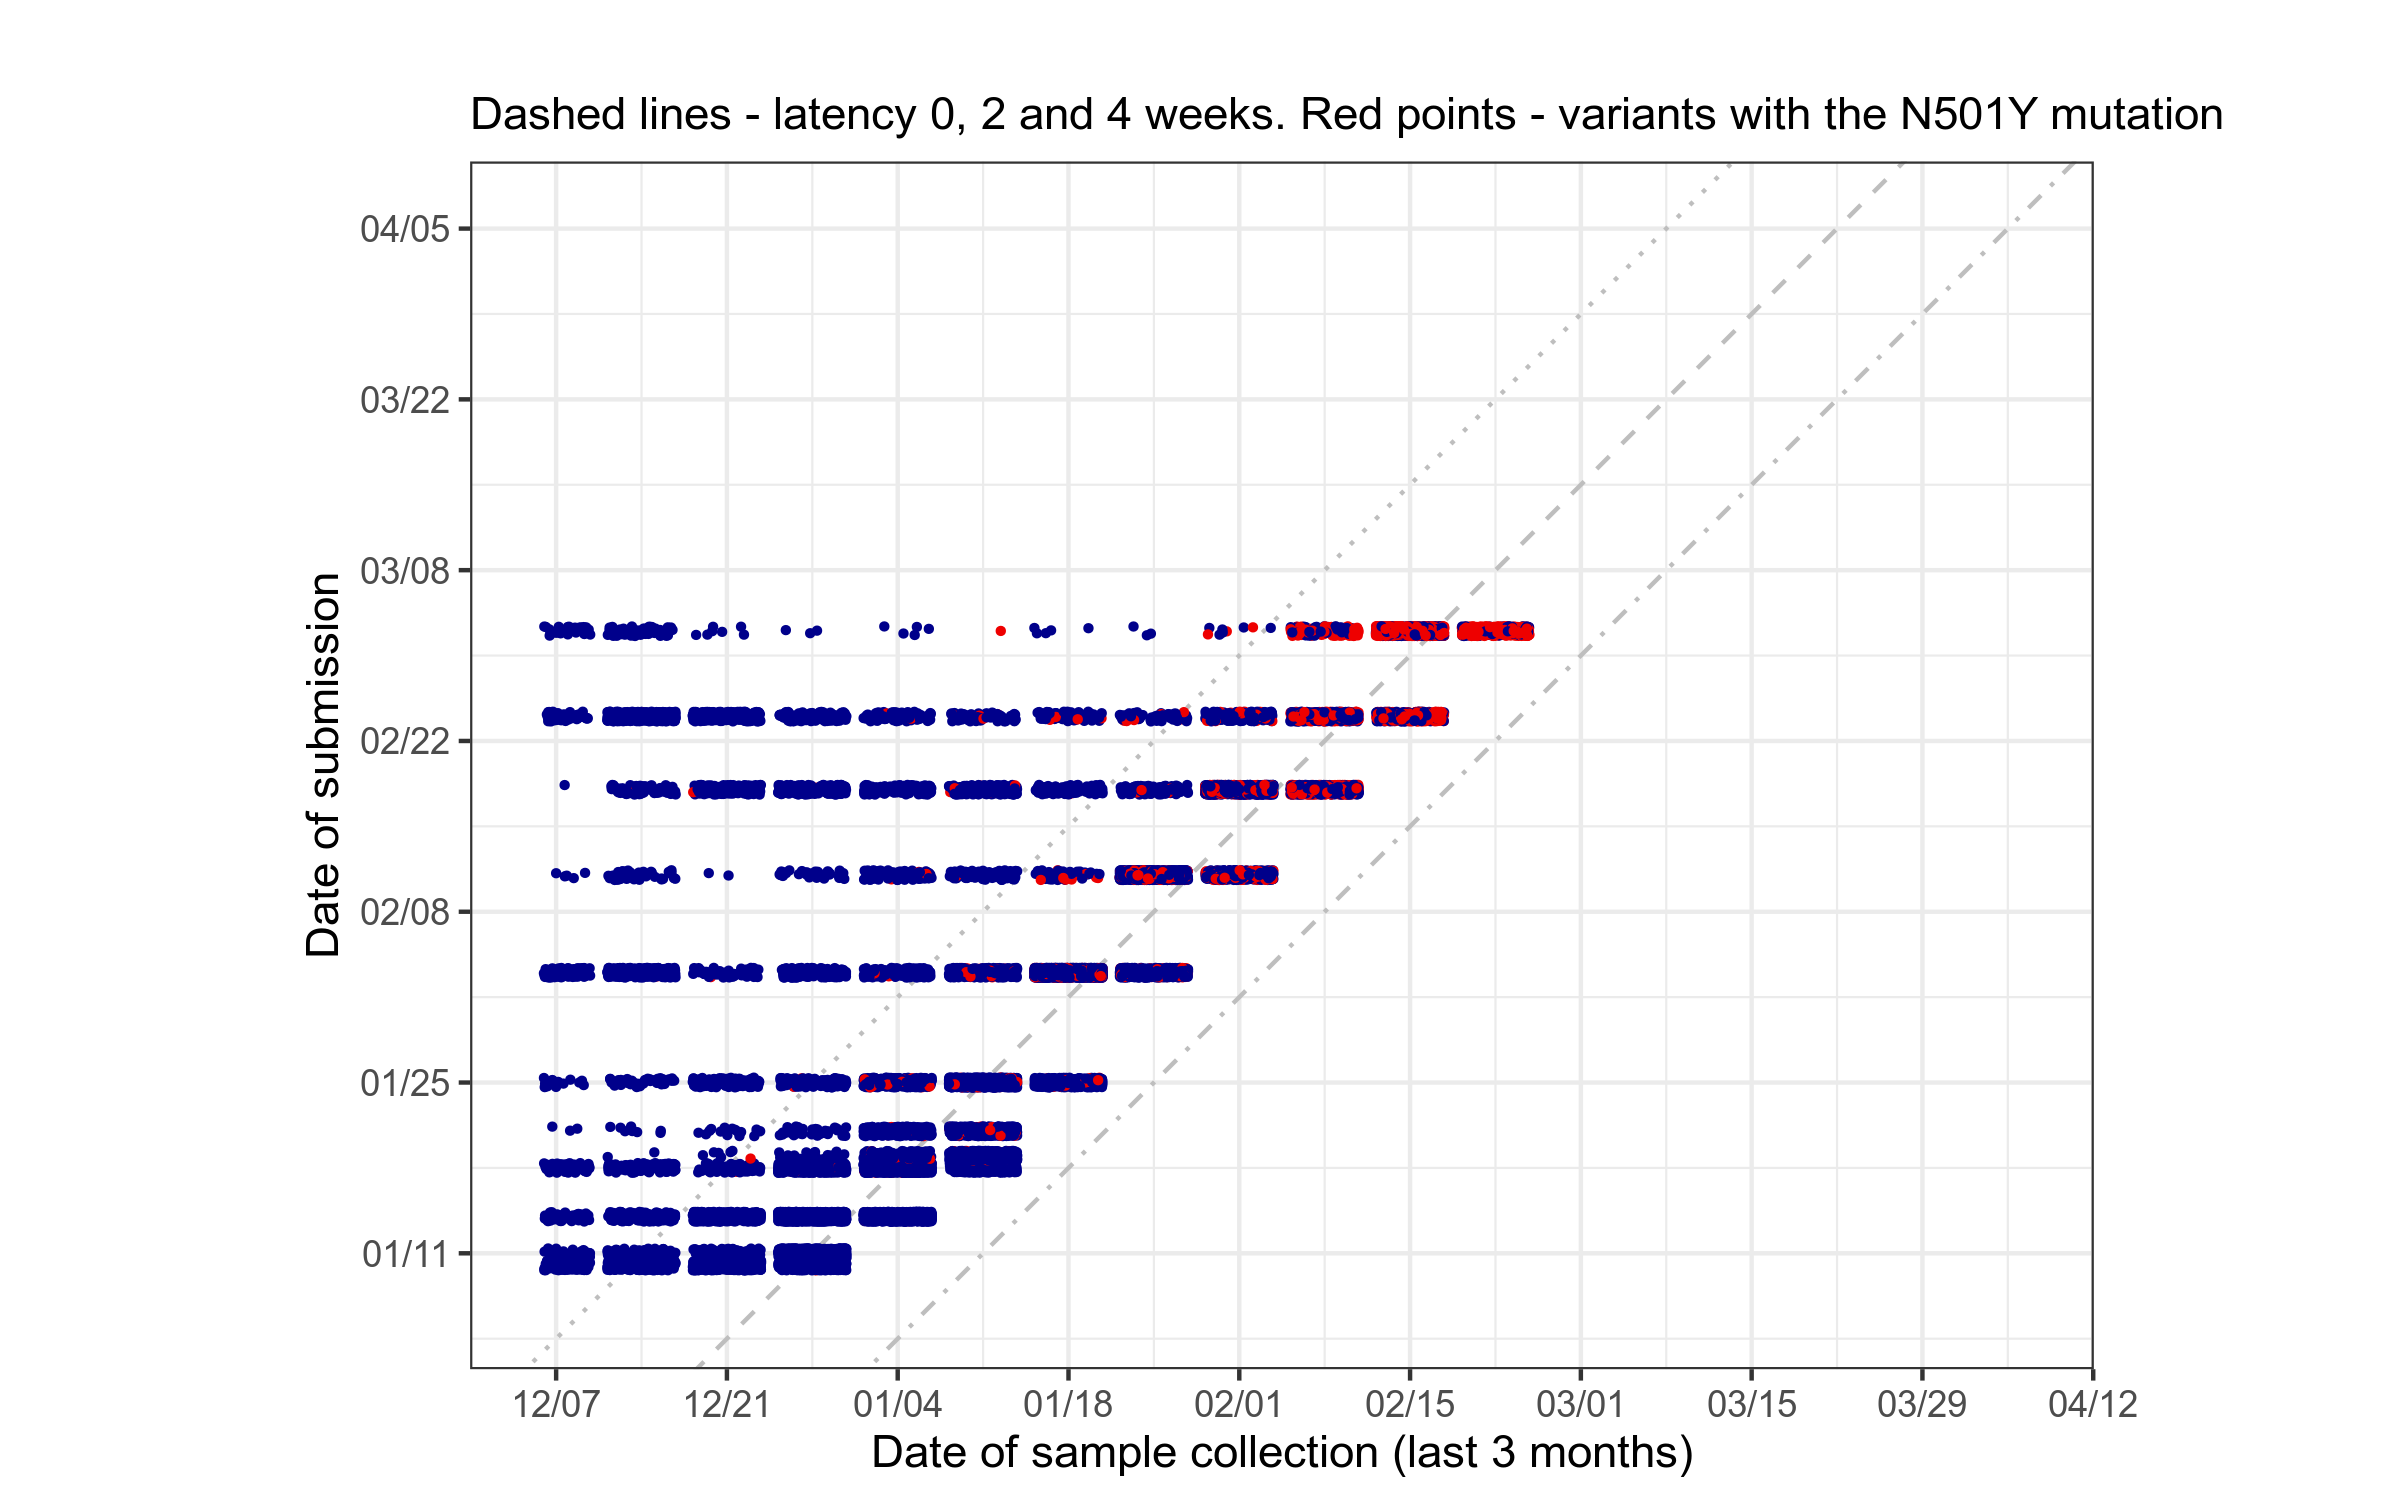 Dashed lines - latency 0, 2 and 4 weeks. Red points - variants with the N501Y mutation
Date of submission
04/05
03/22
03/08
02/22
02/08
01/25
01/11
12/07 12/21 01/04 01/18 02/01 02/15 03/01 03/15 03/29 04/12
Date of sample collection (last 3 months)